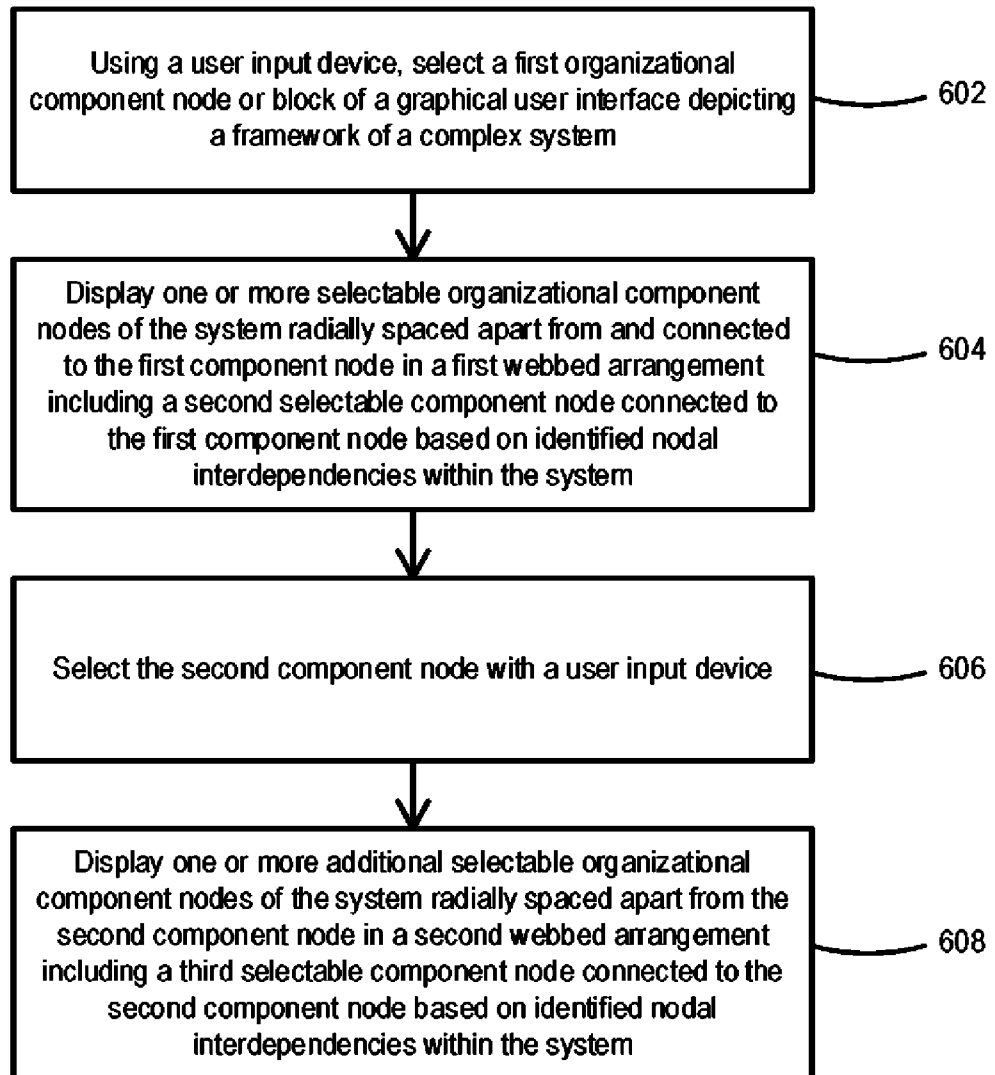 Using a user input device, select a first organizational
component node or block of a graphical user interface depicting
a framework of a complex system
602
Display one or more selectable organizational component
nodes of the system radially spaced apart from and connected
to the first component node in a first webbed arrangement
including a second selectable component node connected to
the first component node based on identified nodal
interdependencies within the system
604
Select the second component node with a user input device
606
Display one or more additional selectable organizational
component nodes of the system radially spaced apart from the
second component node in a second webbed arrangement
including a third selectable component node connected to the
second component node based on identified nodal
interdependencies within the system
608